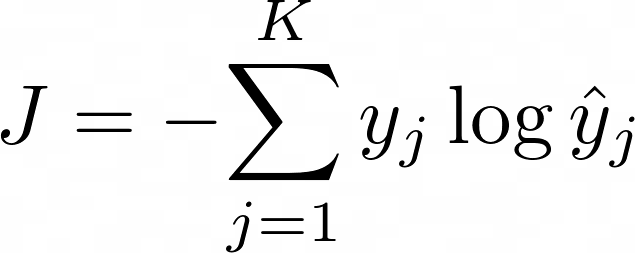 J = -\sum_{j=1}^{K} y_j \log \hat{y}_j